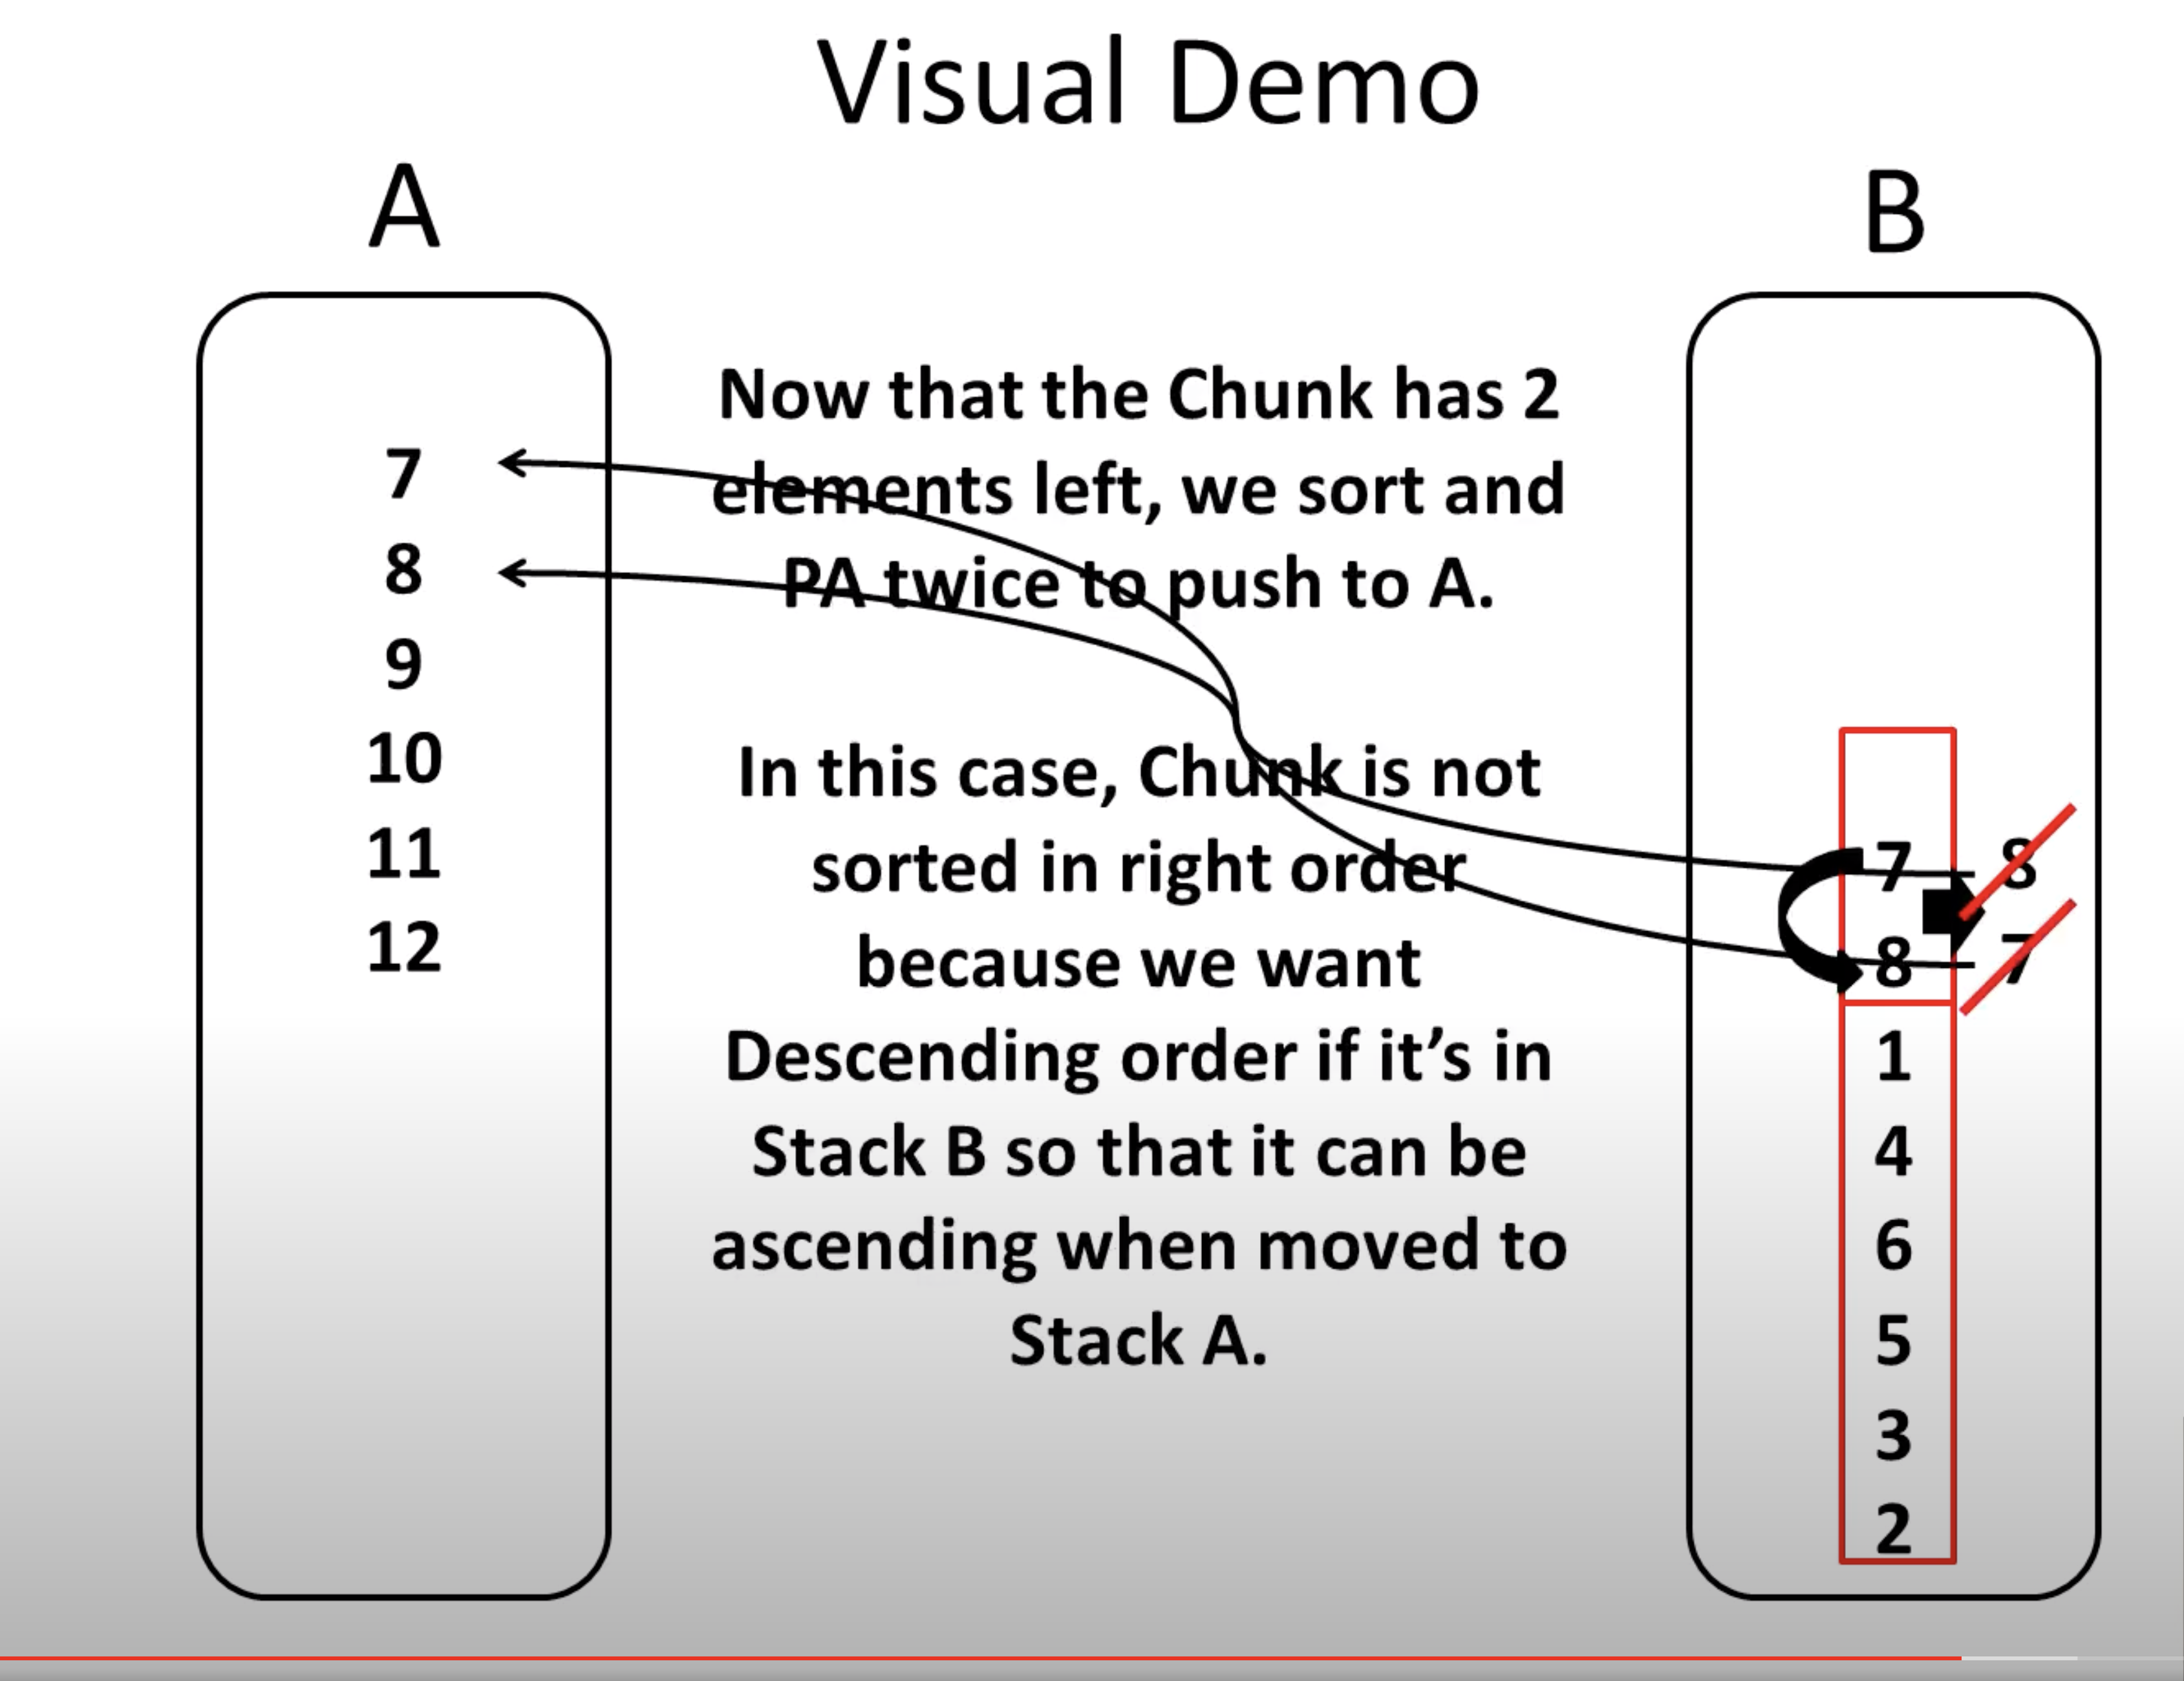 Visual Demo
A
B
7
8
9
10
11
12
Now that the Chunk has 2
elements left, we sort and
PA twice to push to A.
In this case, Chunk is not
sorted in right order
because we want
Descending order if it’s in
Stack B so that it can be
ascending when moved to
Stack A.
7 8
8 7
1
4
6
5
3
2